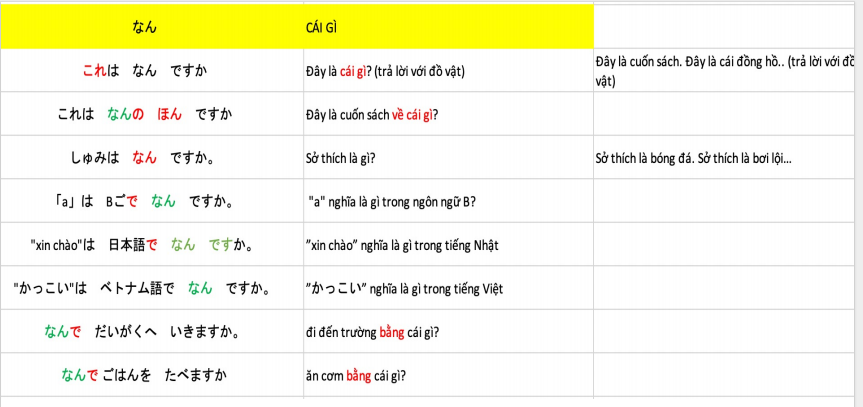 なん CÁI GÌ
これは なん ですか Đây là cái gì? (trả lời với đồ vật) Đây là cuốn sách. Đây là cái đồng hồ.. (trả lời với đồ
vật)
これは なんの ほん ですか Đây là cuốn sách về cái gì?
しゅみは なん ですか。 Sở thích là gì? Sở thích là bóng đá. Sở thích là bơi lội...
「a」は Bごで なん ですか。 "a" nghĩa là gì trong ngôn ngữ B?
"xin chào"は 日本語で なん ですか。 "xin chào" nghĩa là gì trong tiếng Nhật
"かっこい"は ベトナム語で なん ですか。 "かっこい" nghĩa là gì trong tiếng Việt
なんで だいがくへ いきますか。 đi đến trường bằng cái gì?
なんで ごはんを たべますか ăn cơm bằng cái gì?